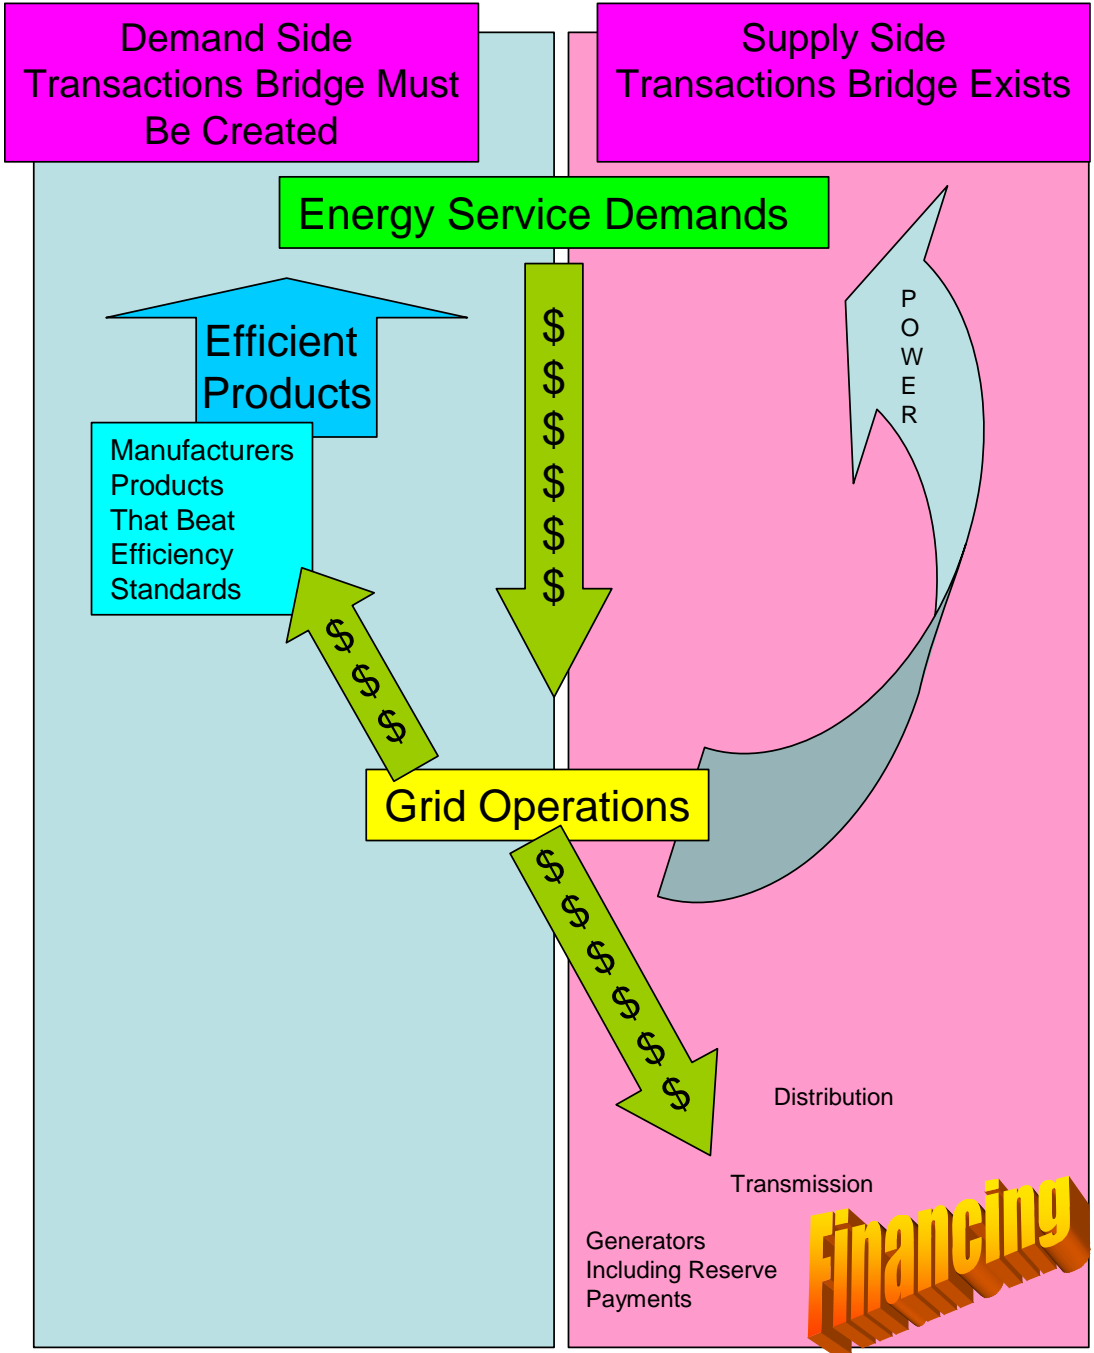 Demand Side
Transactions Bridge Must
Be Created
Supply Side
Transactions Bridge Exists
Energy Service Demands
Efficient
Products
Manufacturers
Products
That Beat
Efficiency
Standards
$
$
$
$
$
$
P
O
W
E
R
$ $ $
Grid Operations
$ $ $ $ $ $
Distribution
Transmission
Generators
Including Reserve
Payments
Financing